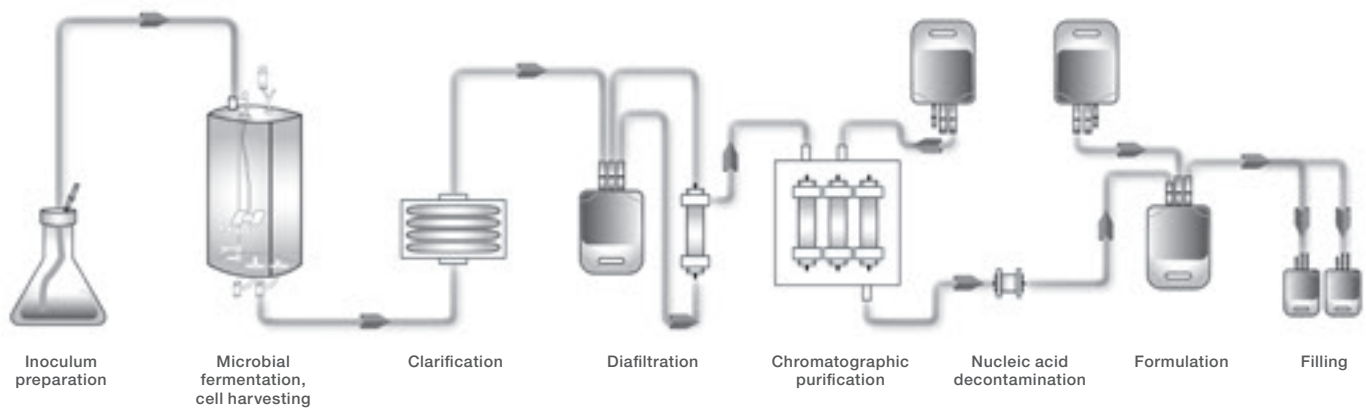 Inoculum
preparation
Microbial
fermentation,
cell harvesting
Clarification
Diafiltration
Chromatographic
purification
Nucleic acid
decontamination
Formulation
Filling